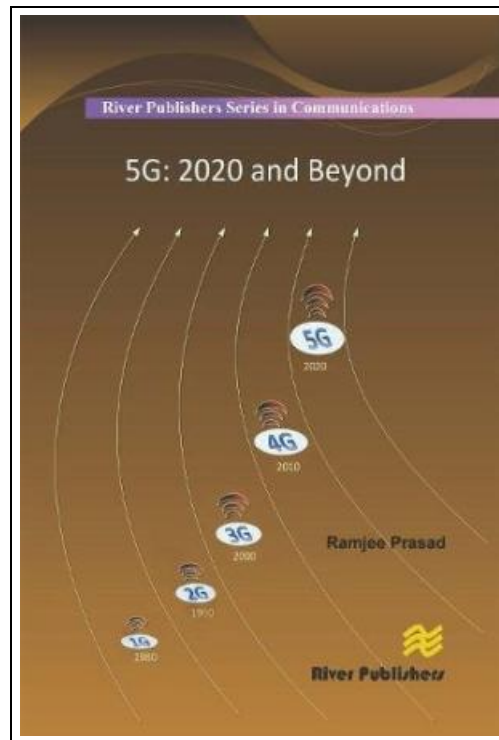 River Publishers Series in Communications
5G: 2020 and Beyond
5G
2020
4G
2010
3G
2000
Ramjee Prasad
2G
1990
1G
1980
River Publishers